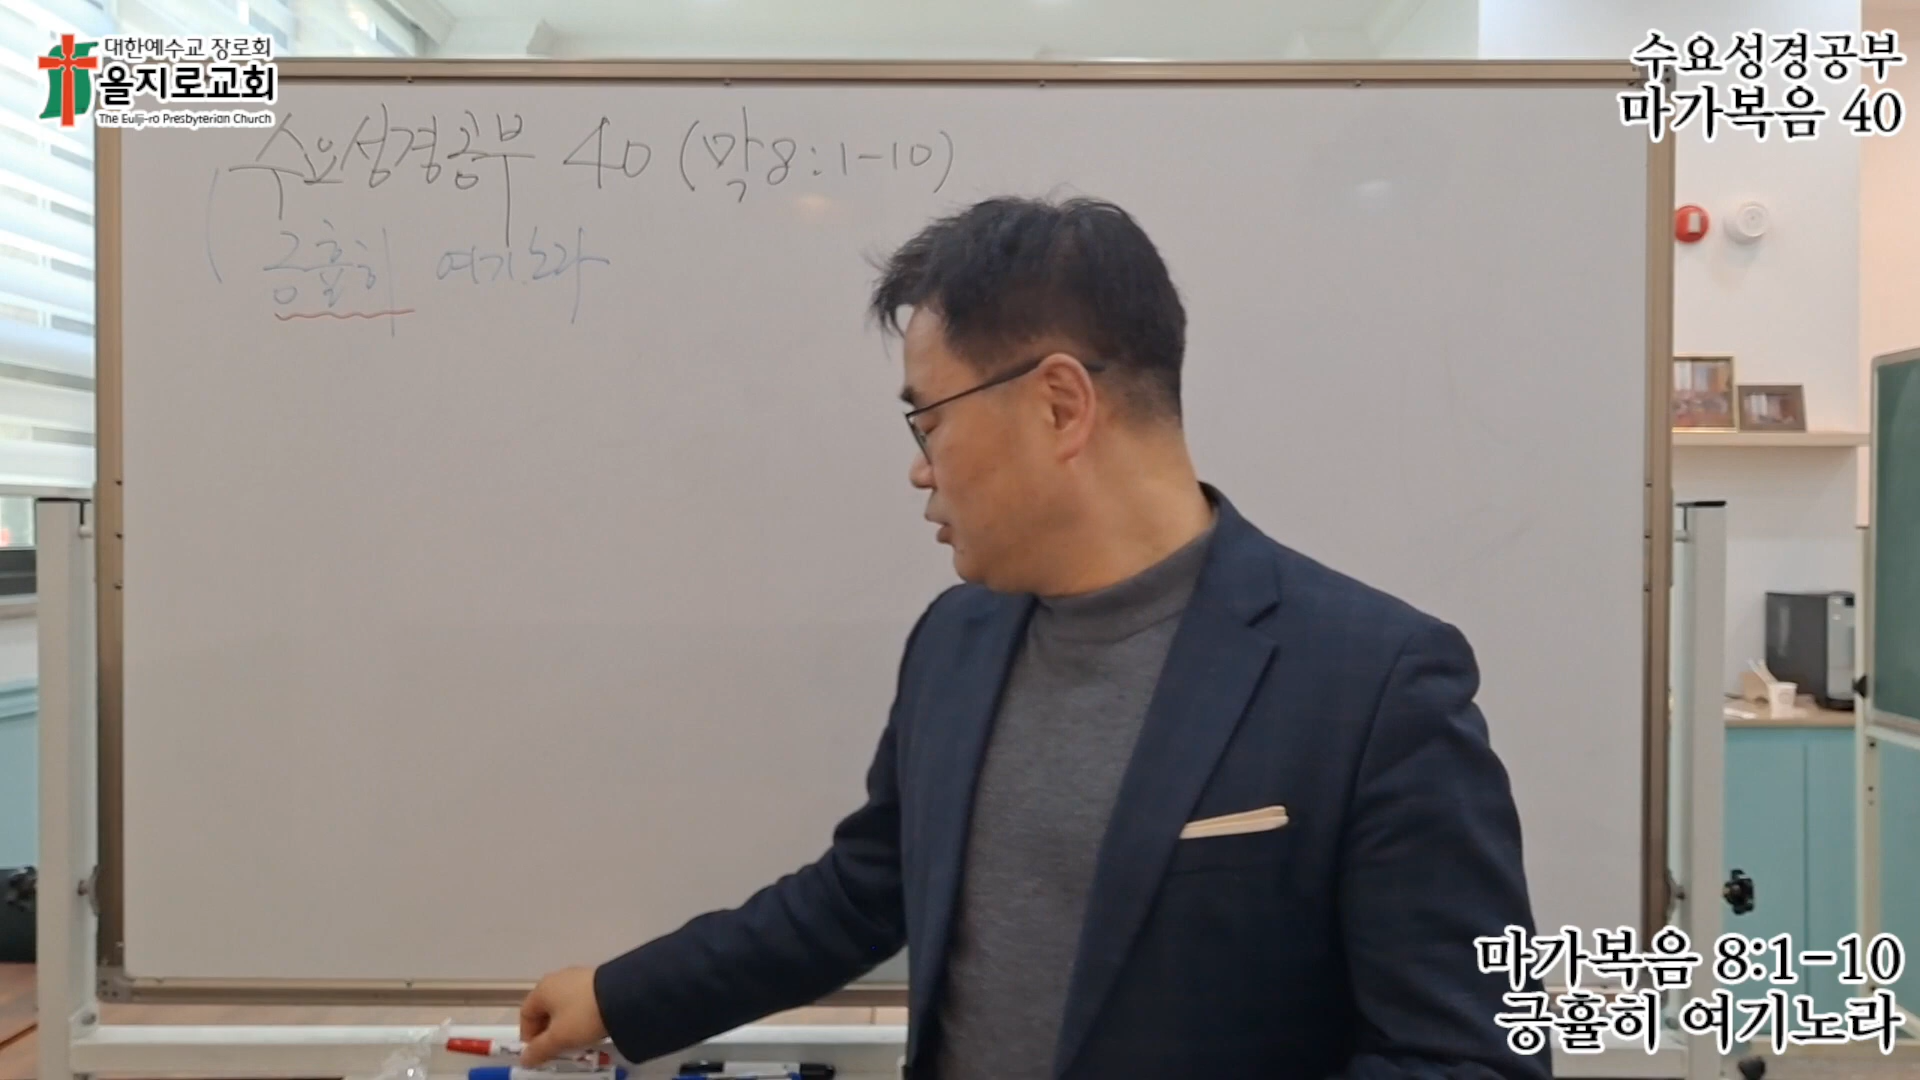 대한예수교 장로회
을지로교회
The Eulji-ro Presbyterian Church
수요성경공부
마가복음 40
수요성경공부 40 (막8:1-10)
긍휼히 여기노라
마가복음 8:1-10
긍휼히 여기노라